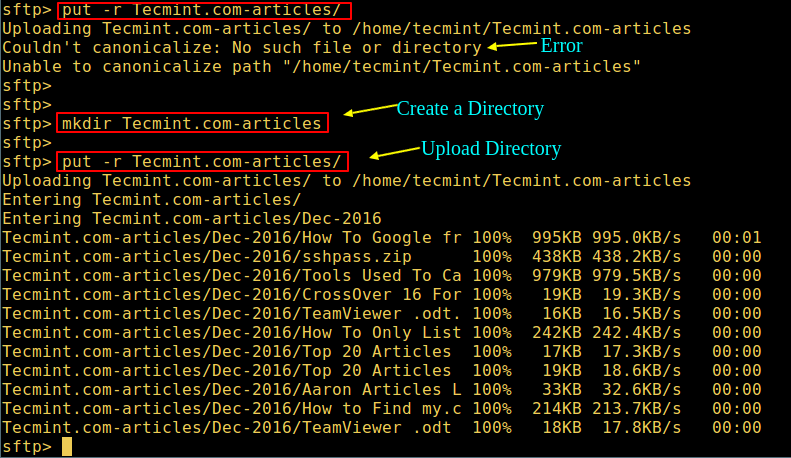 sftp> put -r Tecmint.com-articles/
Uploading Tecmint.com-articles/ to /home/tecmint/Tecmint.com-articles
Couldn't canonicalize: No such file or directory Error
Unable to canonicalize path "/home/tecmint/Tecmint.com-articles"
sftp>
sftp>
Create a Directory
sftp> mkdir Tecmint.com-articles
sftp>
Upload Directory
sftp> put -r Tecmint.com-articles/
Uploading Tecmint.com-articles/ to /home/tecmint/Tecmint.com-articles
Entering Tecmint.com-articles/
Entering Tecmint.com-articles/Dec-2016
Tecmint.com-articles/Dec-2016/How To Google fr 100% 995KB 995.0KB/s 00:01
Tecmint.com-articles/Dec-2016/sshpass.zip 100% 438KB 438.2KB/s 00:00
Tecmint.com-articles/Dec-2016/Tools Used To Ca 100% 979KB 979.5KB/s 00:00
Tecmint.com-articles/Dec-2016/CrossOver 16 For 100% 19KB 19.3KB/s 00:00
Tecmint.com-articles/Dec-2016/TeamViewer .odt. 100% 16KB 16.5KB/s 00:00
Tecmint.com-articles/Dec-2016/How To Only List 100% 242KB 242.4KB/s 00:00
Tecmint.com-articles/Dec-2016/Top 20 Articles 100% 17KB 17.3KB/s 00:00
Tecmint.com-articles/Dec-2016/Top 20 Articles 100% 19KB 18.6KB/s 00:00
Tecmint.com-articles/Dec-2016/Aaron Articles L 100% 33KB 32.6KB/s 00:00
Tecmint.com-articles/Dec-2016/How to Find my.c 100% 214KB 213.7KB/s 00:00
Tecmint.com-articles/Dec-2016/TeamViewer .odt 100% 18KB 17.8KB/s 00:00
sftp>